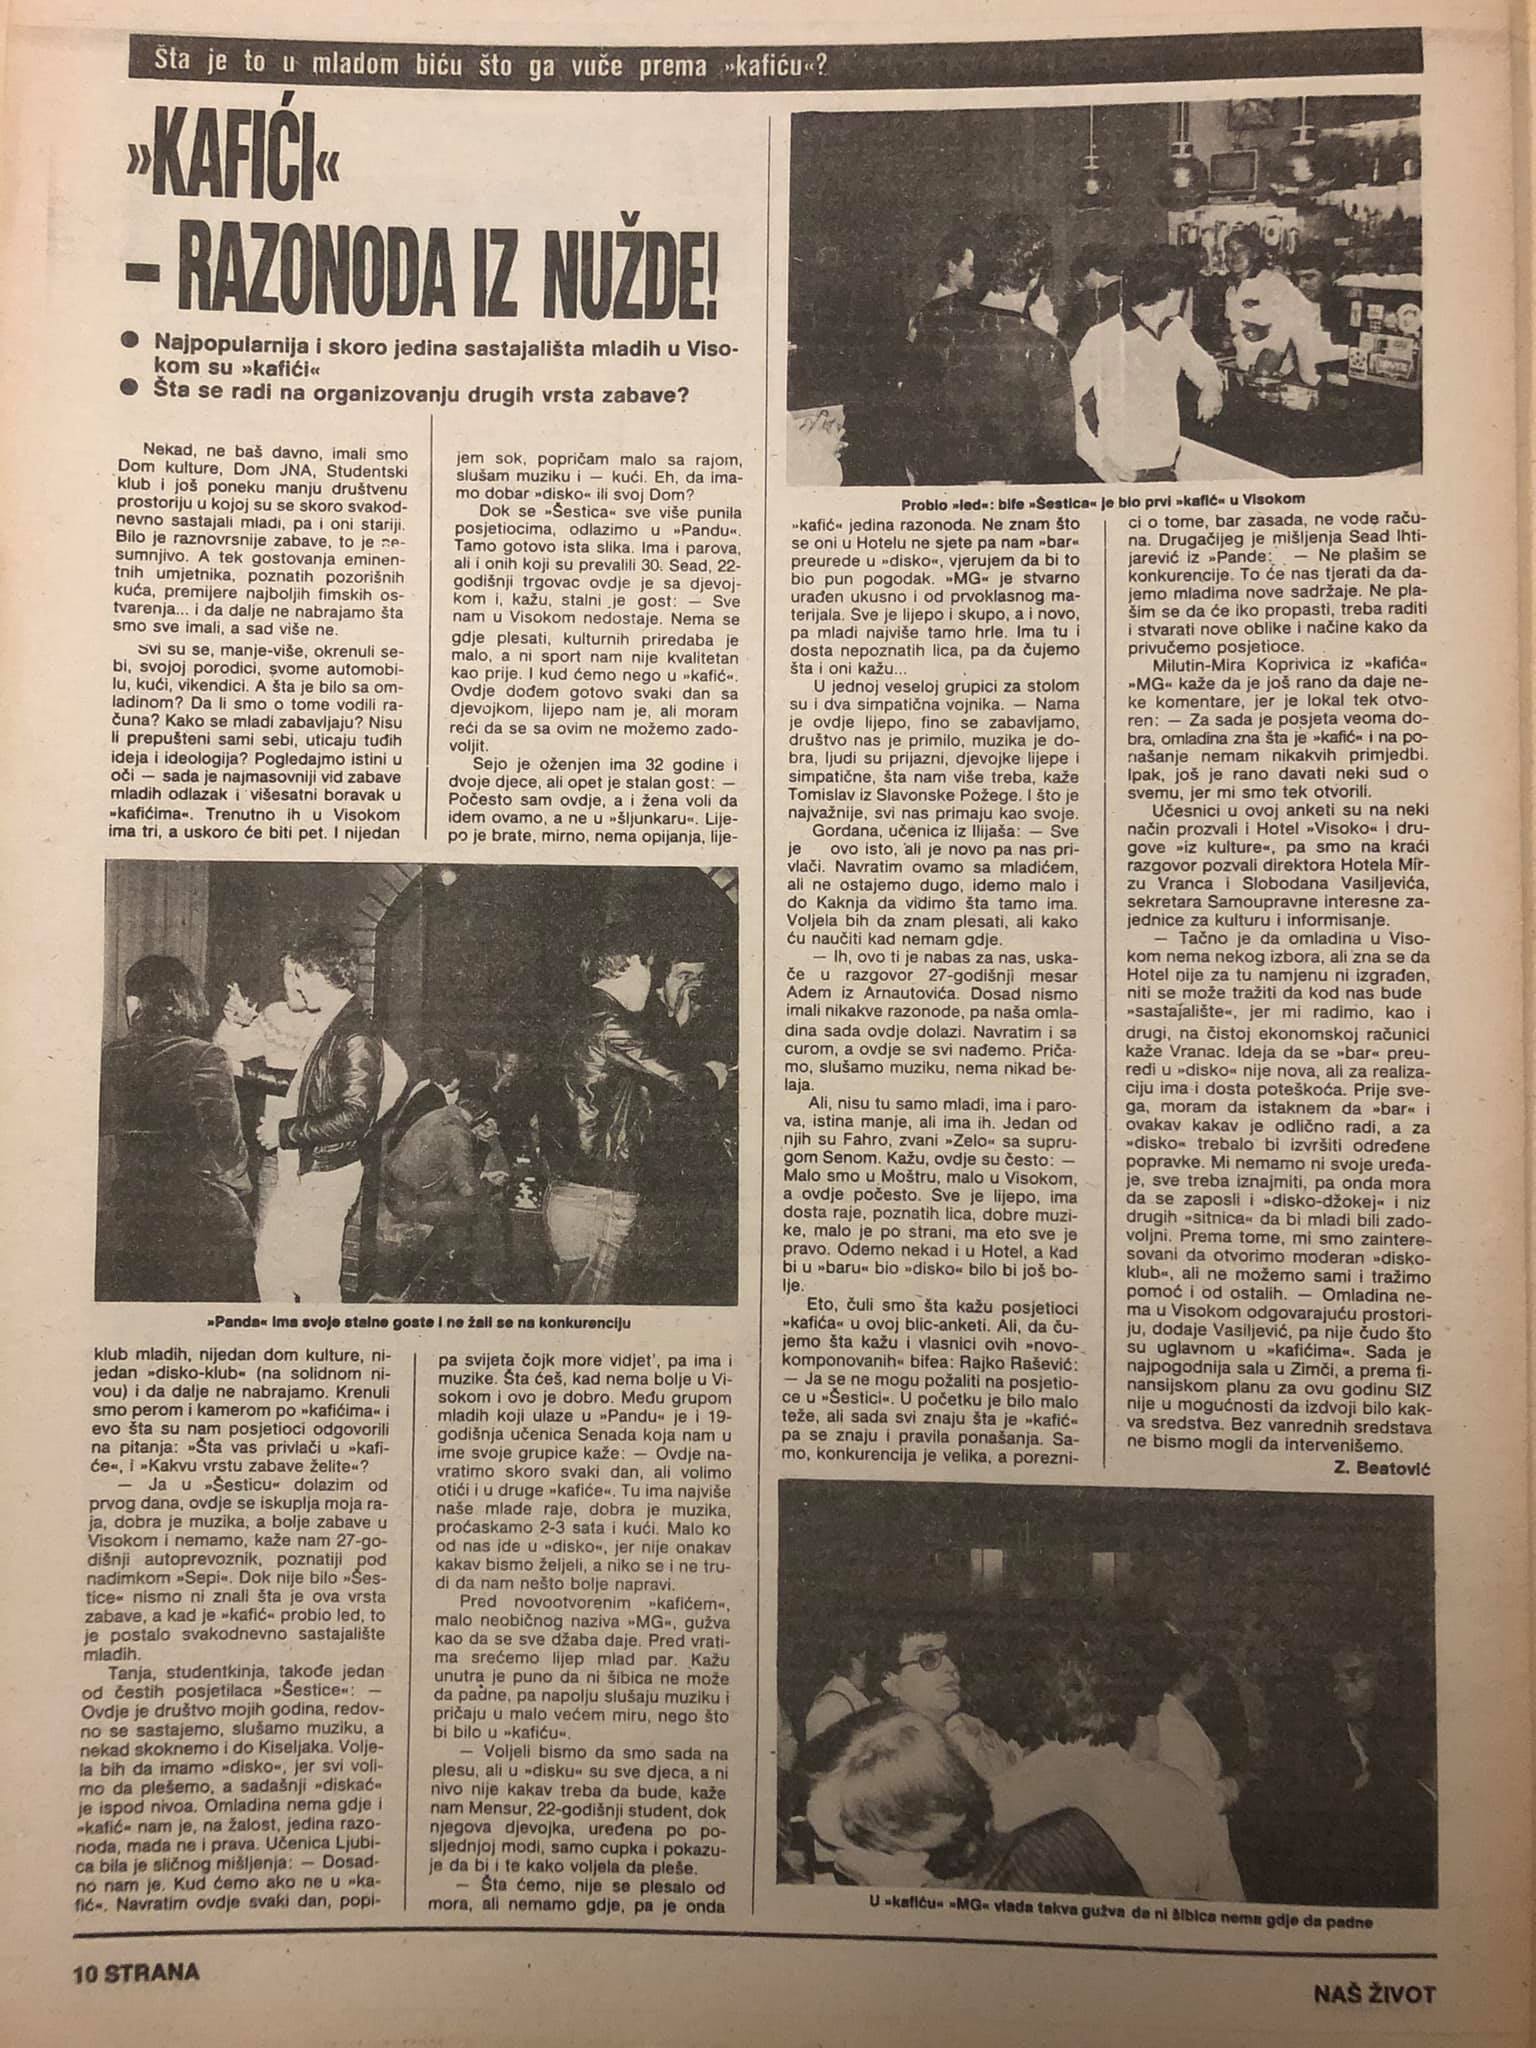 Šta je to u mladom biću što ga vuče prema »kafiću«?
»KAFIĆI«
– RAZONODA IZ NUŽDE!
● Najpopularnija i skoro jedina sastajališta mladih u Viso-
kom su »kafići«
● Šta se radi na organizovanju drugih vrsta zabave?
Nekad, ne baš davno, imali smo
Dom kulture, Dom JNA, Studentski
klub i još poneku manju društvenu
prostoriju u kojoj su se skoro svakod-
nevno sastajali mladi, pa i oni stariji.
Bilo je raznovrsnije zabave, to je ne-
sumnjivo. A tek gostovanja eminen-
tnih umjetnika, poznatih pozorišnih
kuća, premijere najboljih fimskih os-
tvarenja... i da dalje ne nabrajamo šta
smo sve imali, a sad više ne.
Svi su se, manje-više, okrenuli se-
bi, svojoj porodici, svome automobi-
lu, kući, vikendici. A šta je bilo sa om-
ladinom? Da li smo o tome vodili ra-
čuna? Kako se mladi zabavljaju? Nisu
li prepušteni sami sebi, uticaju tuđih
ideja i ideologija? Pogledajmo istini u
oči — sada je najmasovniji vid zabave
mladih odlazak i višesatni boravak u
»kafićima«. Trenutno ih u Visokom
ima tri, a uskoro će biti pet. I nijedan
»Panda« ima svoje stalne goste i ne žali se na konkurenciju
klub mladih, nijedan dom kulture, ni-
jedan »disko-klub« (na solidnom ni-
vou) i da dalje ne nabrajamo. Krenuli
smo perom i kamerom po »kafićima« i
evo šta su nam posjetioci odgovorili
na pitanja: »Šta vas privlači u »kafi-
će«, i »Kakvu vrstu zabave želite«?
— Ja u »Šesticu« dolazim od
prvog dana, ovdje se iskuplja moja ra-
ja, dobra je muzika, a bolje zabave u
Visokom i nemamo, kaže nam 27-go-
dišnji autoprevoznik, poznatiji pod
nadimkom »Sepi«. Dok nije bilo »Šes-
tice« nismo ni znali šta je ova vrsta
zabave, a kad je »kafić« probio led, to
je postalo svakodnevno sastajalište
mladih.
Tanja, studentkinja, takođe jedan
od čestih posjetilaca »Šestice«: —
Ovdje je društvo mojih godina, redov-
no se sastajemo, slušamo muziku, a
nekad skoknemo i do Kiseljaka. Volje-
la bih da imamo »disko«, jer svi voli-
mo da plešemo, a sadašnji »diskać«
je ispod nivoa. Omladina nema gdje i
»kafić« nam je, na žalost, jedina razo-
noda, mada ne i prava. Učenica Ljubi-
ca bila je sličnog mišljenja: — Dosad-
no nam je. Kud ćemo ako ne u »ka-
fić«. Navratim ovdje svaki dan, popi-
jem sok, popričam malo sa rajom,
slušam muziku i — kući. Eh, da ima-
mo dobar »disko« ili svoj Dom?
Dok se »Šestica« sve više punila
posjetiocima, odlazimo u »Pandu«.
Tamo gotovo ista slika. Ima i parova,
ali i onih koji su prevalili 30. Sead, 22-
godišnji trgovac ovdje je sa djevoj-
kom i, kažu, stalni je gost: — Sve
nam u Visokom nedostaje. Nema se
gdje plesati, kulturnih priredaba je
malo, a ni sport nam nije kvalitetan
kao prije. I kud ćemo nego u »kafić«.
Ovdje dođem gotovo svaki dan sa
djevojkom, lijepo nam je, ali moram
reći da se sa ovim ne možemo zado-
voljit.
Sejo je oženjen ima 32 godine i
dvoje djece, ali opet je stalan gost: —
Počesto sam ovdje, a i žena voli da
idem ovamo, a ne u »šljunkaru«. Lije-
po je brate, mirno, nema opijanja, lije-
pa svijeta čojk more vidjet’, pa ima i
muzike. Šta ćeš, kad nema bolje u Vi-
sokom i ovo je dobro. Među grupom
mladih koji ulaze u »Pandu« je i 19-
godišnja učenica Senada koja nam u
ime svoje grupice kaže: — Ovdje na-
vratimo skoro svaki dan, ali volimo
otići i u druge »kafiće«. Tu ima najviše
naše mlade raje, dobra je muzika,
proćaskamo 2-3 sata i kući. Malo ko
od nas ide u »disko«, jer nije onakav
kakav bismo željeli, a niko se i ne tru-
di da nam nešto bolje napravi.
Pred novootvorenim »kafićem«,
malo neobičnog naziva »MG«, gužva
kao da se sve džaba daje. Pred vrati-
ma srećemo lijep mlad par. Kažu
unutra je puno da ni šibica ne može
da padne, pa napolju slušaju muziku i
pričaju u malo većem miru, nego što
bi bilo u »kafiću«.
— Voljeli bismo da smo sada na
plesu, ali u »disku« su sve djeca, a ni
nivo nije kakav treba da bude, kaže
nam Mensur, 22-godišnji student, dok
njegova djevojka, uređena po po-
sljednjoj modi, samo cupka i pokazu-
je da bi i te kako voljela da pleše.
— Šta ćemo, nije se plesalo od
mora, ali nemamo gdje, pa je onda
Probio »led«: bife »Šestica« je bio prvi »kafić« u Visokom
»kafić« jedina razonoda. Ne znam što
se oni u Hotelu ne sjete pa nam »bar«
preurede u »disko«, vjerujem da bi to
bio pun pogodak. »MG« je stvarno
urađen ukusno i od prvoklasnog ma-
terijala. Sve je lijepo i skupo, a i novo,
pa mladi najviše tamo hrle. Ima tu i
dosta nepoznatih lica, pa da čujemo
šta i oni kažu...
U jednoj veseloj grupici za stolom
su i dva simpatična vojnika. — Nama
je ovdje lijepo, fino se zabavljamo,
društvo nas je primilo, muzika je do-
bra, ljudi su prijazni, djevojke lijepe i
simpatične, šta nam više treba, kaže
Tomislav iz Slavonske Požege. I što je
najvažnije, svi nas primaju kao svoje.
Gordana, učenica iz Ilijaša: — Sve
je ovo isto, ali je novo pa nas pri-
vlači. Navratim ovamo sa mladićem,
ali ne ostajemo dugo, idemo malo i
do Kaknja da vidimo šta tamo ima.
Voljela bih da znam plesati, ali kako
ću naučiti kad nemam gdje.
— Ih, ovo ti je nabas za nas, uska-
če u razgovor 27-godišnji mesar
Adem iz Arnautovića. Dosad nismo
imali nikakve razonode, pa naša omla-
dina sada ovdje dolazi. Navratim i sa
curom, a ovdje se svi nađemo. Priča-
mo, slušamo muziku, nema nikad be-
laja.
Ali, nisu tu samo mladi, ima i paro-
va, istina manje, ali ima ih. Jedan od
njih su Fahro, zvani »Zelo« sa supru-
gom Senom. Kažu, ovdje su često: —
Malo smo u Moštru, malo u Visokom,
a ovdje počesto. Sve je lijepo, ima
dosta raje, poznatih lica, dobre muzi-
ke, malo je po strani, ma eto sve je
pravo. Odemo nekad i u Hotel, a kad
bi u »baru« bio »disko« bilo bi još bo-
lje.
Eto, čuli smo šta kažu posjetioci
»kafića« u ovoj blic-anketi. Ali, da ču-
jemo šta kažu i vlasnici ovih »novo-
komponovanih« bifea: Rajko Rašević:
— Ja se ne mogu požaliti na posjetio-
ce u »Šestici«. U početku je bilo malo
teže, ali sada svi znaju šta je »kafić«
pa se znaju i pravila ponašanja. Sa-
mo, konkurencija je velika, a porezni-
ci o tome, bar zasada, ne vode raču-
na. Drugačijeg je mišljenja Sead Ihti-
jarević iz »Pande: — Ne plašim se
konkurencije. To će nas tjerati da da-
jemo mladima nove sadržaje. Ne pla-
šim se da će iko propasti, treba raditi
i stvarati nove oblike i načine kako da
privučemo posjetioce.
Milutin-Mira Koprivica iz »kafića«
»MG« kaže da je još rano da daje ne-
ke komentare, jer je lokal tek otvo-
ren: — Za sada je posjeta veoma do-
bra, omladina zna šta je »kafić« i na po-
našanje nemam nikakvih primjedbi.
Ipak, još je rano davati neki sud o
svemu, jer mi smo tek otvorili.
Učesnici u ovoj anketi su na neki
način prozvali i Hotel »Visoko« i dru-
gove »iz kulture«, pa smo na kraći
razgovor pozvali direktora Hotela Mir-
zu Vranca i Slobodana Vasiljevića,
sekretara Samoupravne interesne za-
jednice za kulturu i informisanje.
— Tačno je da omladina u Viso-
kom nema nekog izbora, ali zna se da
Hotel nije za tu namjenu ni izgrađen,
niti se može tražiti da kod nas bude
»sastajalište«, jer mi radimo, kao i
drugi, na čistoj ekonomskoj računici
kaže Vranac. Ideja da se »bar« preu-
redi u »disko« nije nova, ali za realiza-
ciju ima i dosta poteškoća. Prije sve-
ga, moram da istaknem da »bar« i
ovakav kakav je odlično radi, a za
»disko« trebalo bi izvršiti određene
popravke. Mi nemamo ni svoje uređa-
je, sve treba iznajmiti, pa onda mora
da se zaposli i »disko-džokej« i niz
drugih »sitnica« da bi mladi bili zado-
voljni. Prema tome, mi smo zaintere-
sovani da otvorimo moderan »disko-
klub«, ali ne možemo sami i tražimo
pomoć i od ostalih. — Omladina ne-
ma u Visokom odgovarajuću prostori-
ju, dodaje Vasiljević, pa nije čudo što
su uglavnom u »kafićima«. Sada je
najpogodnija sala u Zimči, a prema fi-
nansijskom planu za ovu godinu SIZ
nije u mogućnosti da izdvoji bilo kak-
va sredstva. Bez vanrednih sredstava
ne bismo mogli da intervenišemo.
Z. Beatović
U »kafiću« »MG« vlada takva gužva da ni šibica nema gdje da padne
10 STRANA
NAŠ ŽIVOT